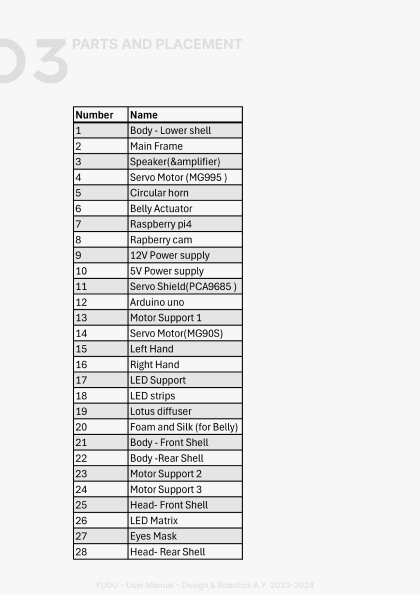 03 PARTS AND PLACEMENT
Number Name
1 Body - Lower shell
2 Main Frame
3 Speaker(&amplifier)
4 Servo Motor (MG995 )
5 Circular horn
6 Belly Actuator
7 Raspberry pi4
8 Rapberry cam
9 12V Power supply
10 5V Power supply
11 Servo Shield(PCA9685 )
12 Arduino uno
13 Motor Support 1
14 Servo Motor(MG90S)
15 Left Hand
16 Right Hand
17 LED Support
18 LED strips
19 Lotus diffuser
20 Foam and Silk (for Belly)
21 Body - Front Shell
22 Body -Rear Shell
23 Motor Support 2
24 Motor Support 3
25 Head- Front Shell
26 LED Matrix
27 Eyes Mask
28 Head- Rear Shell
YUDU - User Manual - Design & Robotics A.Y. 2023-2024